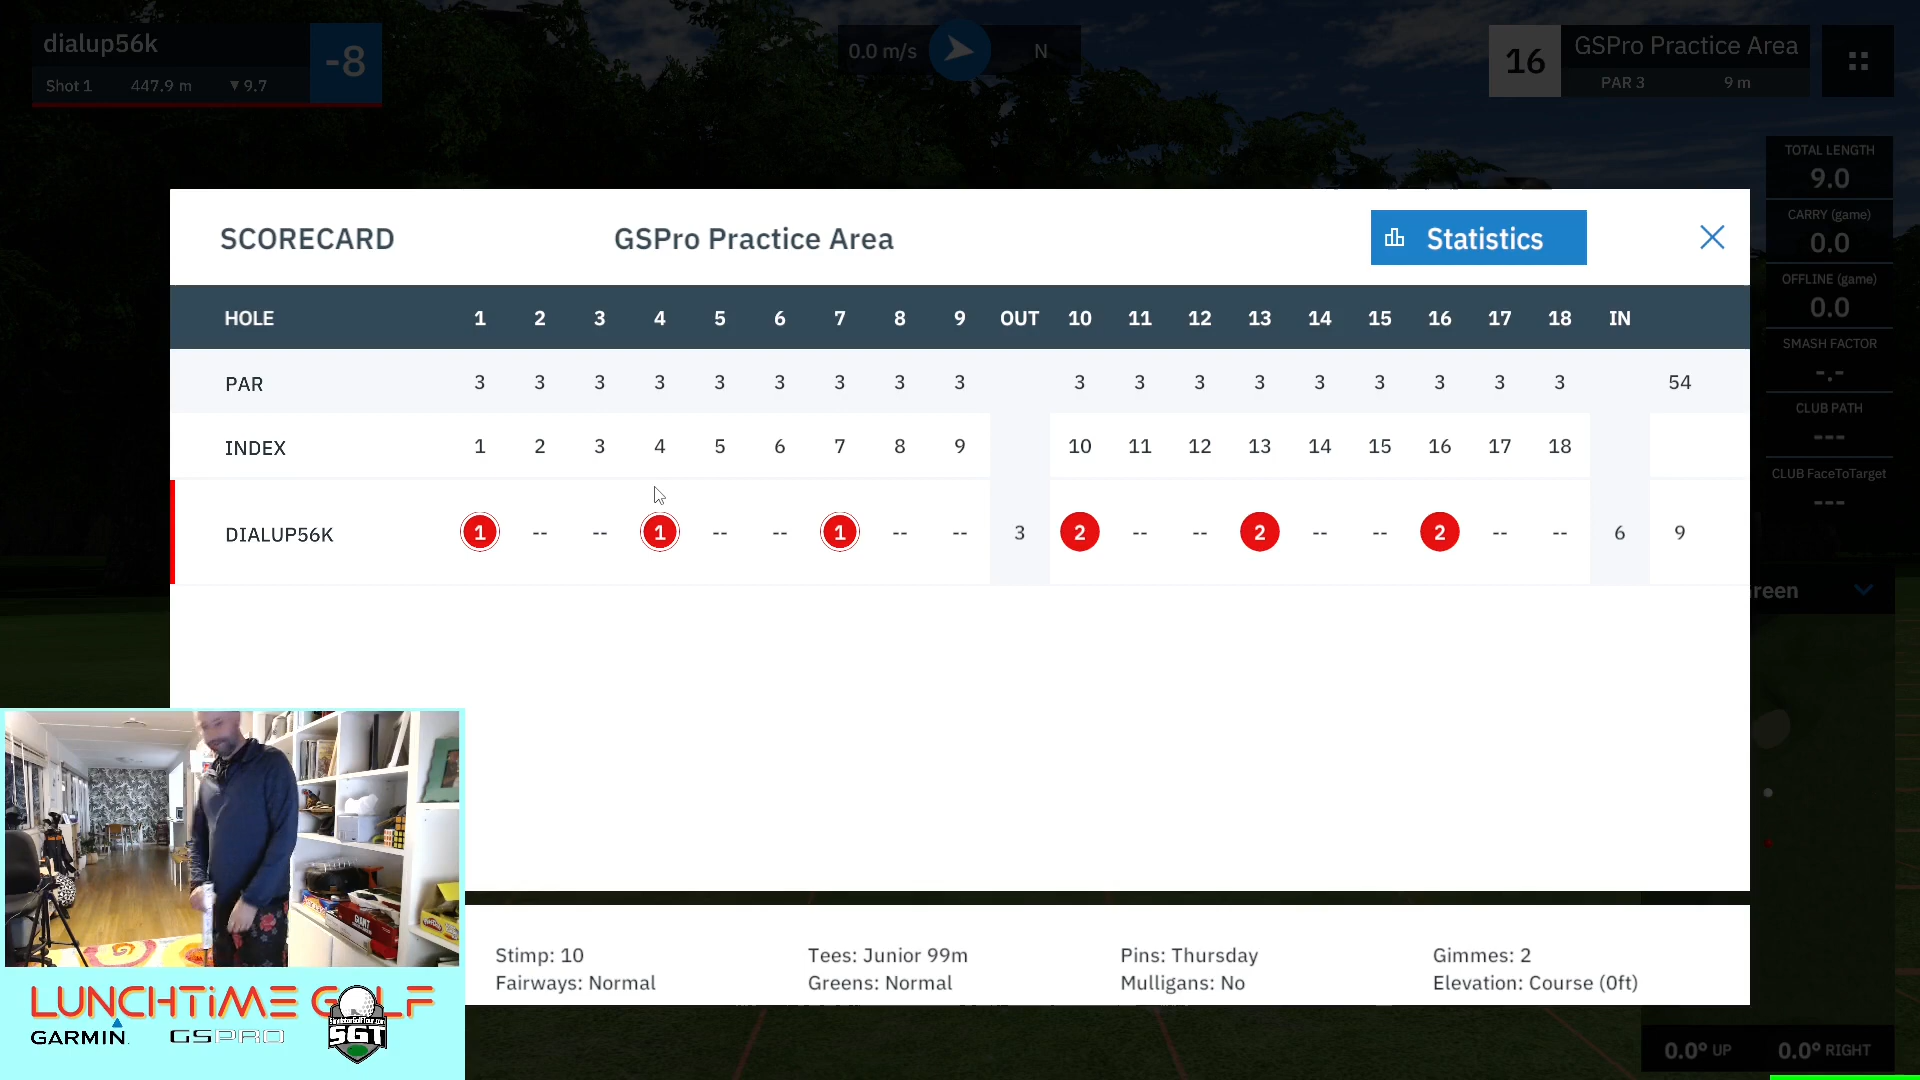 dialup56k
-8
Shot 1 447.9 m ▼9.7
0.0 m/s N
16 GSPro Practice Area
PAR 3 9 m
TOTAL LENGTH
9.0
CARRY (game)
0.0
OFFLINE (game)
0.0
SMASH FACTOR
-.-
CLUB PATH
---
CLUB FaceToTarget
---
SCORECARD GSPro Practice Area Statistics
HOLE 1 2 3 4 5 6 7 8 9 OUT 10 11 12 13 14 15 16 17 18 IN
PAR 3 3 3 3 3 3 3 3 3 3 3 3 3 3 3 3 3 3 54
INDEX 1 2 3 4 5 6 7 8 9 10 11 12 13 14 15 16 17 18
DIALUP56K 1 -- -- 1 -- -- 1 -- -- 3 2 -- -- 2 -- -- 2 -- -- 6 9
reen
Stimp: 10 Tees: Junior 99m Pins: Thursday Gimmes: 2
Fairways: Normal Greens: Normal Mulligans: No Elevation: Course (0ft)
LUNCHTiME GOLF
GARMIN GSPRO SGT
0.0° UP 0.0° RIGHT